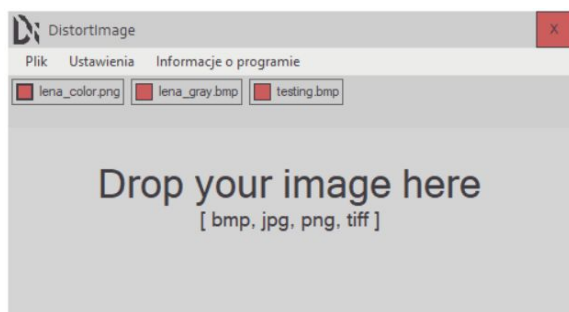 DistortImage X
Plik Ustawienia Informacje o programie
lena_color.png lena_gray.bmp testing.bmp
Drop your image here
[ bmp, jpg, png, tiff ]